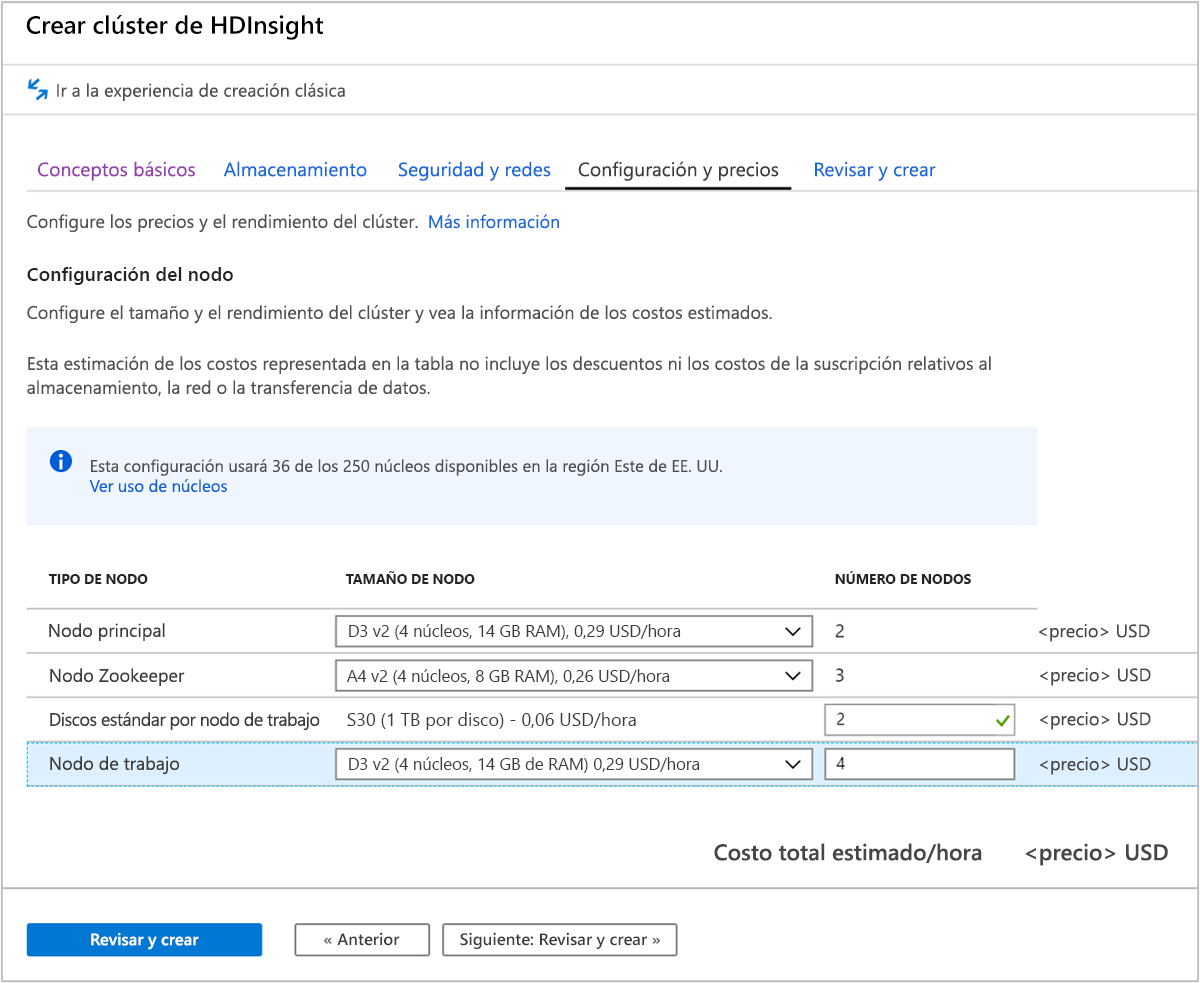 Crear clúster de HDInsight
Ir a la experiencia de creación clásica
Conceptos básicos Almacenamiento Seguridad y redes Configuración y precios Revisar y crear
Configure los precios y el rendimiento del clúster. Más información
Configuración del nodo
Configure el tamaño y el rendimiento del clúster y vea la información de los costos estimados.
Esta estimación de los costos representada en la tabla no incluye los descuentos ni los costos de la suscripción relativos al
almacenamiento, la red o la transferencia de datos.
Esta configuración usará 36 de los 250 núcleos disponibles en la región Este de EE. UU.
Ver uso de núcleos
TIPO DE NODO TAMAÑO DE NODO NÚMERO DE NODOS
Nodo principal D3 v2 (4 núcleos, 14 GB RAM), 0,29 USD/hora 2 <precio> USD
Nodo Zookeeper A4 v2 (4 núcleos, 8 GB RAM), 0,26 USD/hora 3 <precio> USD
Discos estándar por nodo de trabajo S30 (1 TB por disco) - 0,06 USD/hora 2 <precio> USD
Nodo de trabajo D3 v2 (4 núcleos, 14 GB de RAM) 0,29 USD/hora 4 <precio> USD
Costo total estimado/hora <precio> USD
Revisar y crear « Anterior Siguiente: Revisar y crear »